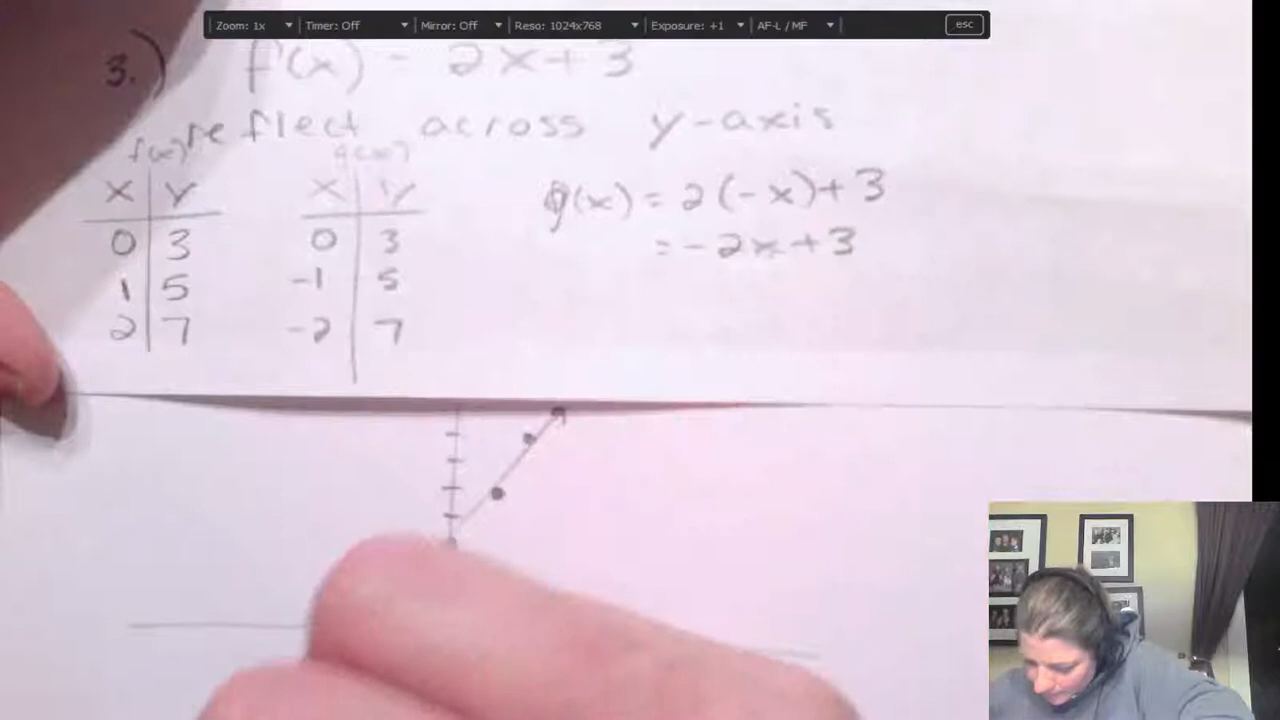 Zoom: 1x Timer: Off Mirror: Off Reso: 1024x768 Exposure: +1 AF-L / MF esc
3.) f(x) = 2x+3
reflect across y-axis
f(x) g(x)
x y x y
g(x) = 2(-x)+3
0 3 0 3
= -2x+3
1 5 -1 5
2 7 -2 7